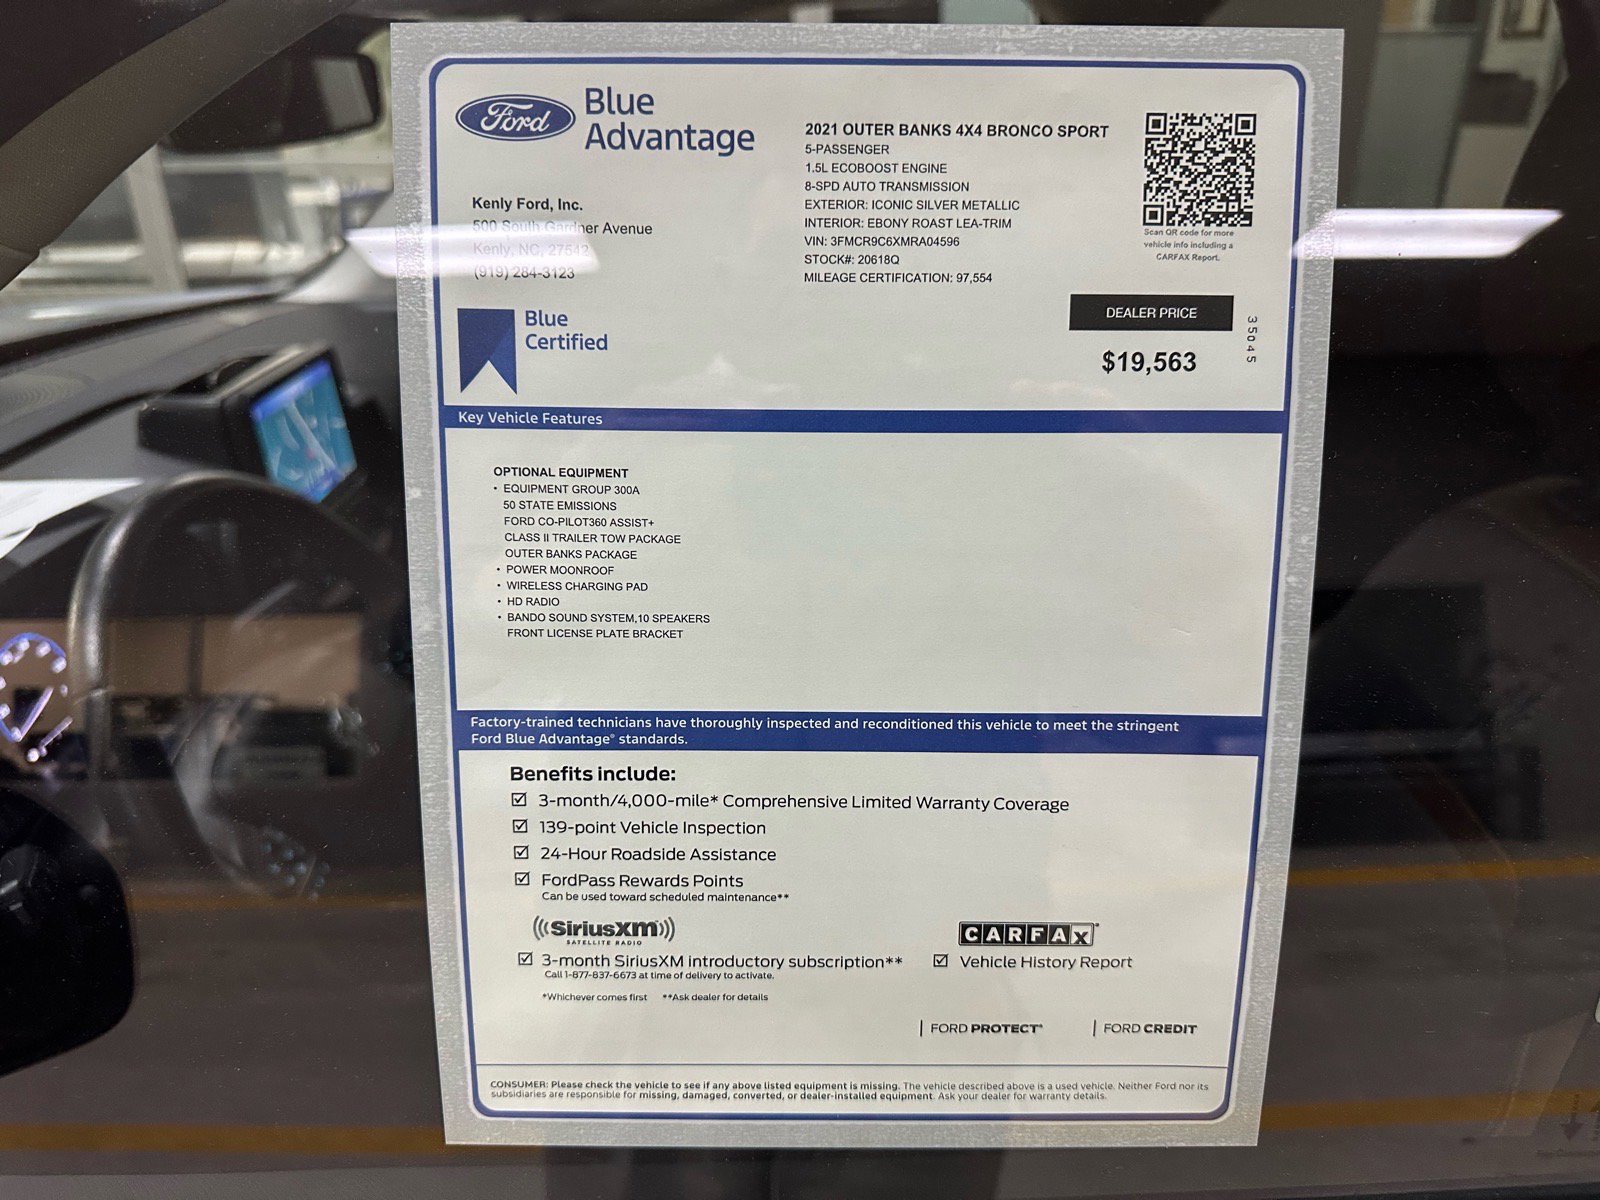 Ford
Blue
Advantage
Kenly Ford, Inc.
500 South Gardner Avenue
Kenly, NC, 27542
(919) 284-3123
Blue
Certified
2021 OUTER BANKS 4X4 BRONCO SPORT
5-PASSENGER
1.5L ECOBOOST ENGINE
8-SPD AUTO TRANSMISSION
EXTERIOR: ICONIC SILVER METALLIC
INTERIOR: EBONY ROAST LEA-TRIM
VIN: 3FMCR9C6XMRA04596
STOCK#: 20618Q
MILEAGE CERTIFICATION: 97,554
Scan QR code for more
vehicle info including a
CARFAX Report.
DEALER PRICE
$19,563
35045
Key Vehicle Features
OPTIONAL EQUIPMENT
• EQUIPMENT GROUP 300A
50 STATE EMISSIONS
FORD CO-PILOT360 ASSIST+
CLASS II TRAILER TOW PACKAGE
OUTER BANKS PACKAGE
• POWER MOONROOF
• WIRELESS CHARGING PAD
• HD RADIO
• BANDO SOUND SYSTEM,10 SPEAKERS
FRONT LICENSE PLATE BRACKET
Factory-trained technicians have thoroughly inspected and reconditioned this vehicle to meet the stringent
Ford Blue Advantage® standards.
Benefits include:
☑ 3-month/4,000-mile* Comprehensive Limited Warranty Coverage
☑ 139-point Vehicle Inspection
☑ 24-Hour Roadside Assistance
☑ FordPass Rewards Points
Can be used toward scheduled maintenance**
((SiriusXM))
SATELLITE RADIO
☑ 3-month SiriusXM introductory subscription**
Call 1-877-837-6673 at time of delivery to activate.
*Whichever comes first **Ask dealer for details
CARFAX
☑ Vehicle History Report
| FORD PROTECT® | FORD CREDIT
CONSUMER: Please check the vehicle to see if any above listed equipment is missing. The vehicle described above is a used vehicle. Neither Ford nor its
subsidiaries are responsible for missing, damaged, converted, or dealer-installed equipment. Ask your dealer for warranty details.